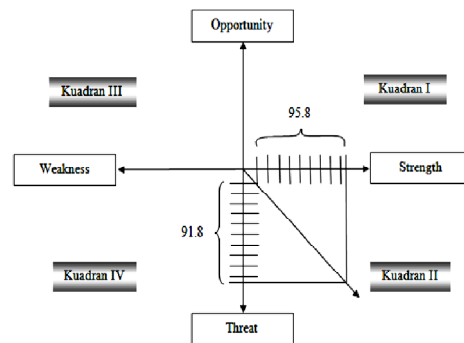 Opportunity
Kuadran III
Kuadran I
95.8
Weakness
Strength
91.8
Kuadran IV
Kuadran II
Threat